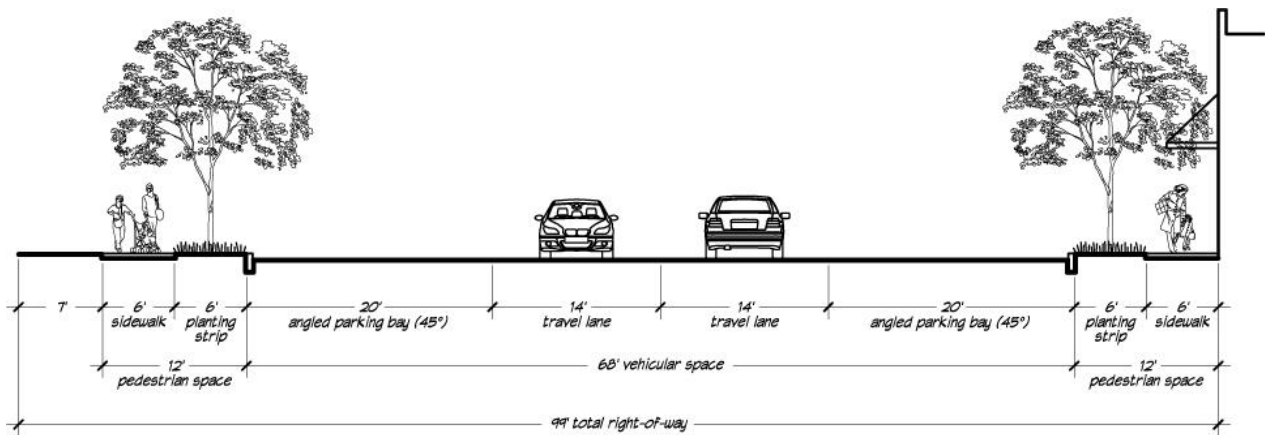 7'
6'
sidewalk
6'
planting
strip
20'
angled parking bay (45°)
14'
travel lane
14'
travel lane
20'
angled parking bay (45°)
6'
planting
strip
6'
sidewalk
12'
pedestrian space
68' vehicular space
12'
pedestrian space
99' total right-of-way